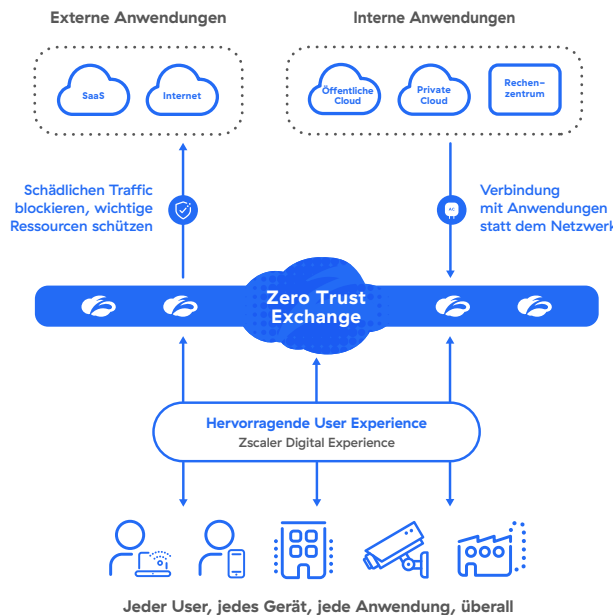 Externe Anwendungen
Interne Anwendungen
SaaS
Internet
Öffentliche
Cloud
Private
Cloud
Rechen-
zentrum
Schädlichen Traffic
blockieren, wichtige
Ressourcen schützen
AC
Verbindung
mit Anwendungen
statt dem Netzwerk
Zero Trust
Exchange
Hervorragende User Experience
Zscaler Digital Experience
Jeder User, jedes Gerät, jede Anwendung, überall